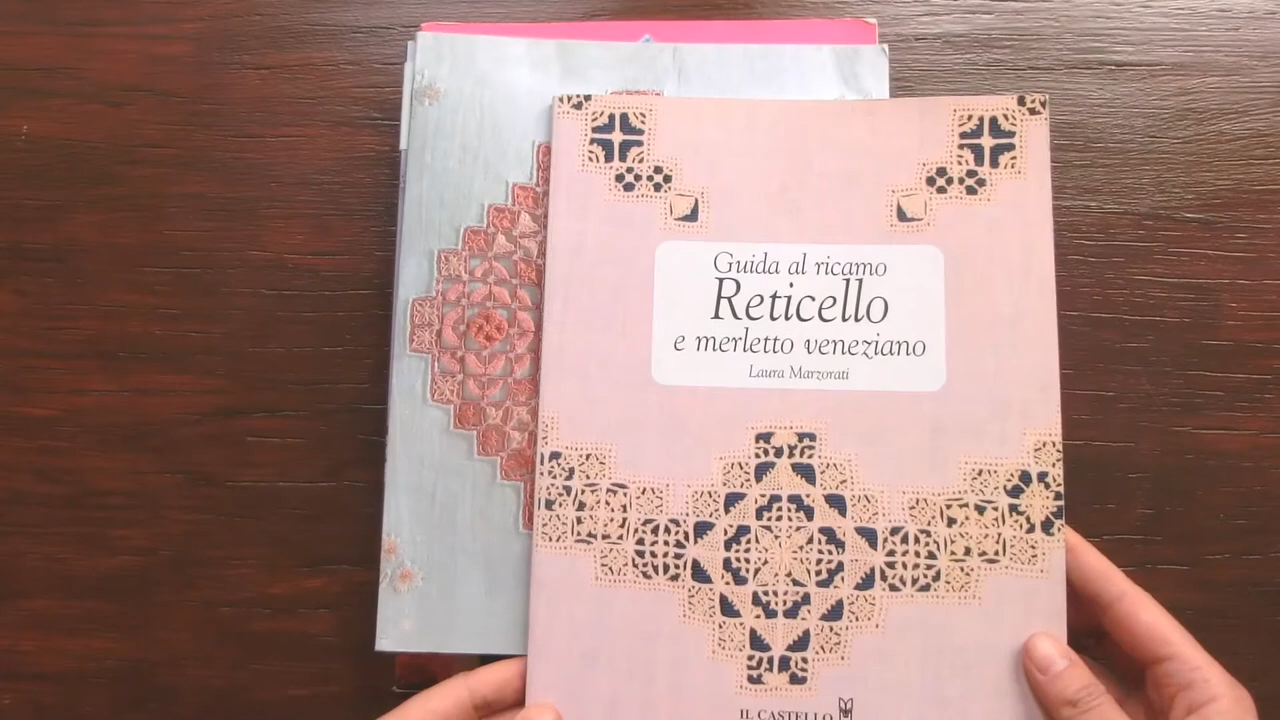 Guida al ricamo
Reticello
e merletto veneziano
Laura Marzorati
IL CASTELLO